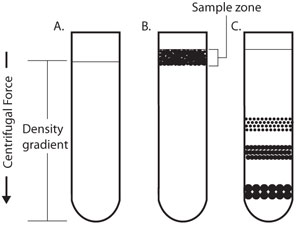 Sample zone
A.
B.
C.
Density
gradient
Centrifugal Force